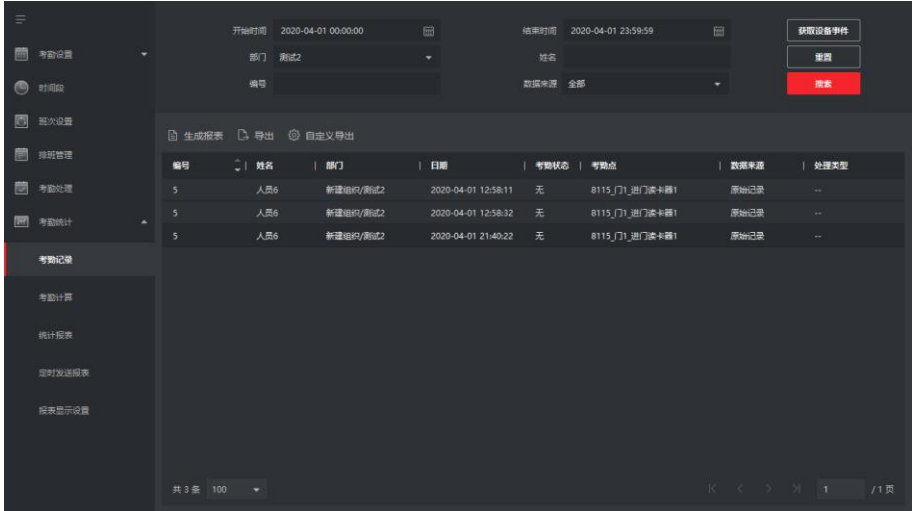 开始时间 2020-04-01 00:00:00 结束时间 2020-04-01 23:59:59 获取设备事件
部门 测试2 姓名 重置
编号 数据来源 全部 搜索
考勤设置
时间段
班次设置
排班管理
考勤处理
考勤统计
考勤记录
考勤计算
统计报表
定时发送报表
报表显示设置
生成报表 导出 自定义导出
编号 姓名 部门 日期 考勤状态 考勤点 数据来源 处理类型
5 人员6 新建组织/测试2 2020-04-01 12:58:11 无 8115_门1_进门读卡器1 原始记录 --
5 人员6 新建组织/测试2 2020-04-01 12:58:32 无 8115_门1_进门读卡器1 原始记录 --
5 人员6 新建组织/测试2 2020-04-01 21:40:22 无 8115_门1_进门读卡器1 原始记录 --
共 3 条 100 1 / 1 页